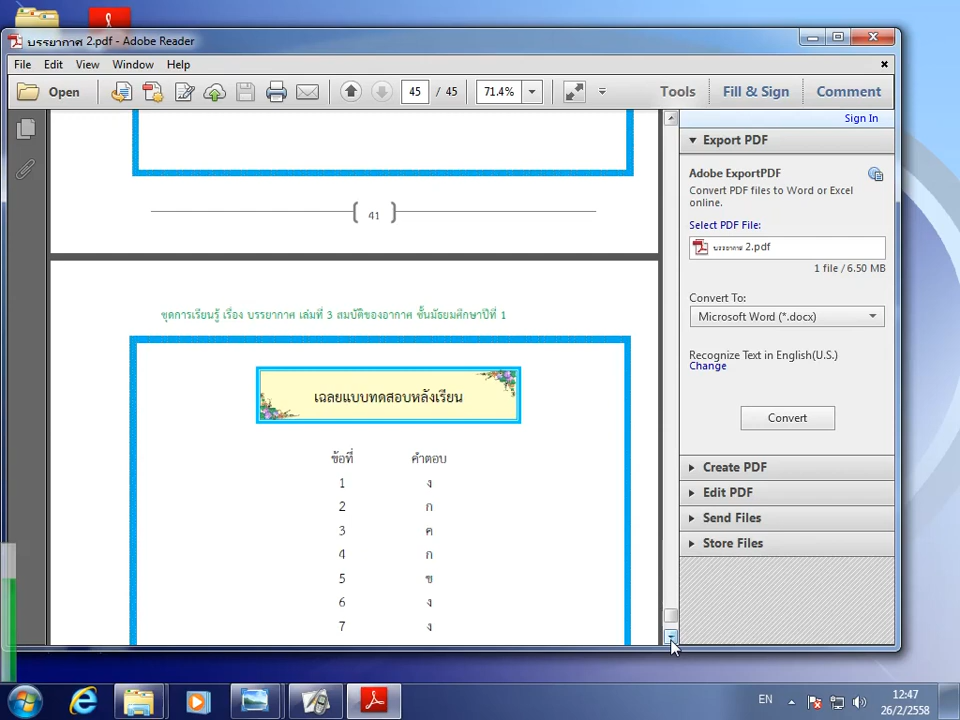 บรรยากาศ 2.pdf - Adobe Reader
File Edit View Window Help
Open 45 / 45 71.4% Tools Fill & Sign Comment
Sign In
Export PDF
Adobe ExportPDF
Convert PDF files to Word or Excel
online.
Select PDF File:
บรรยากาศ 2.pdf
1 file / 6.50 MB
Convert To:
Microsoft Word (*.docx)
Recognize Text in English(U.S.)
Change
Convert
Create PDF
Edit PDF
Send Files
Store Files
41
ชุดการเรียนรู้ เรื่อง บรรยากาศ เล่มที่ 3 สมบัติของอากาศ ชั้นมัธยมศึกษาปีที่ 1
เฉลยแบบทดสอบหลังเรียน
ข้อที่ คำตอบ
1 ง
2 ก
3 ค
4 ก
5 ข
6 ง
7 ง
EN
12:47
26/2/2558